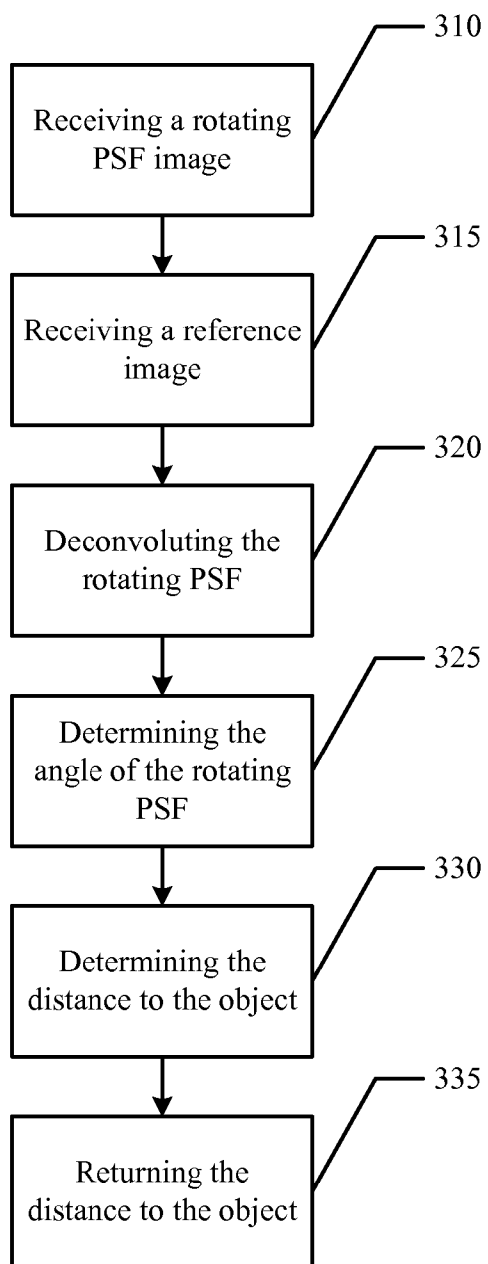 310
Receiving a rotating
PSF image
315
Receiving a reference
image
320
Deconvoluting the
rotating PSF
325
Determining the
angle of the rotating
PSF
330
Determining the
distance to the object
335
Returning the
distance to the object